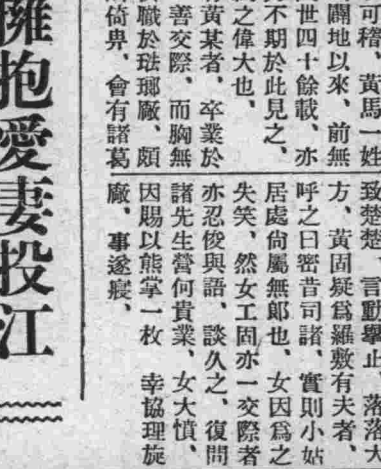 可稽、黃馬一姓
闢地以來、前無
世四十餘載、亦
不期於此見之、
之偉大也、
黃某者、卒業於
善交際、而胸無
職於琺瑯廠、頗
倚畀、會有諸葛
致楚楚、言動擧止、落落大
方、黃固疑爲羅敷有夫者、
呼之曰密昔司諸、實則小姑
居處尙屬無郞也、女因爲之
失笑、然女工固亦一交際者
亦忍俊與語、談久之、復問
諸先生營何貴業、女大憤、
因賜以熊掌一枚　幸協理旋
廠、事遂寢、
擁抱愛妻投江